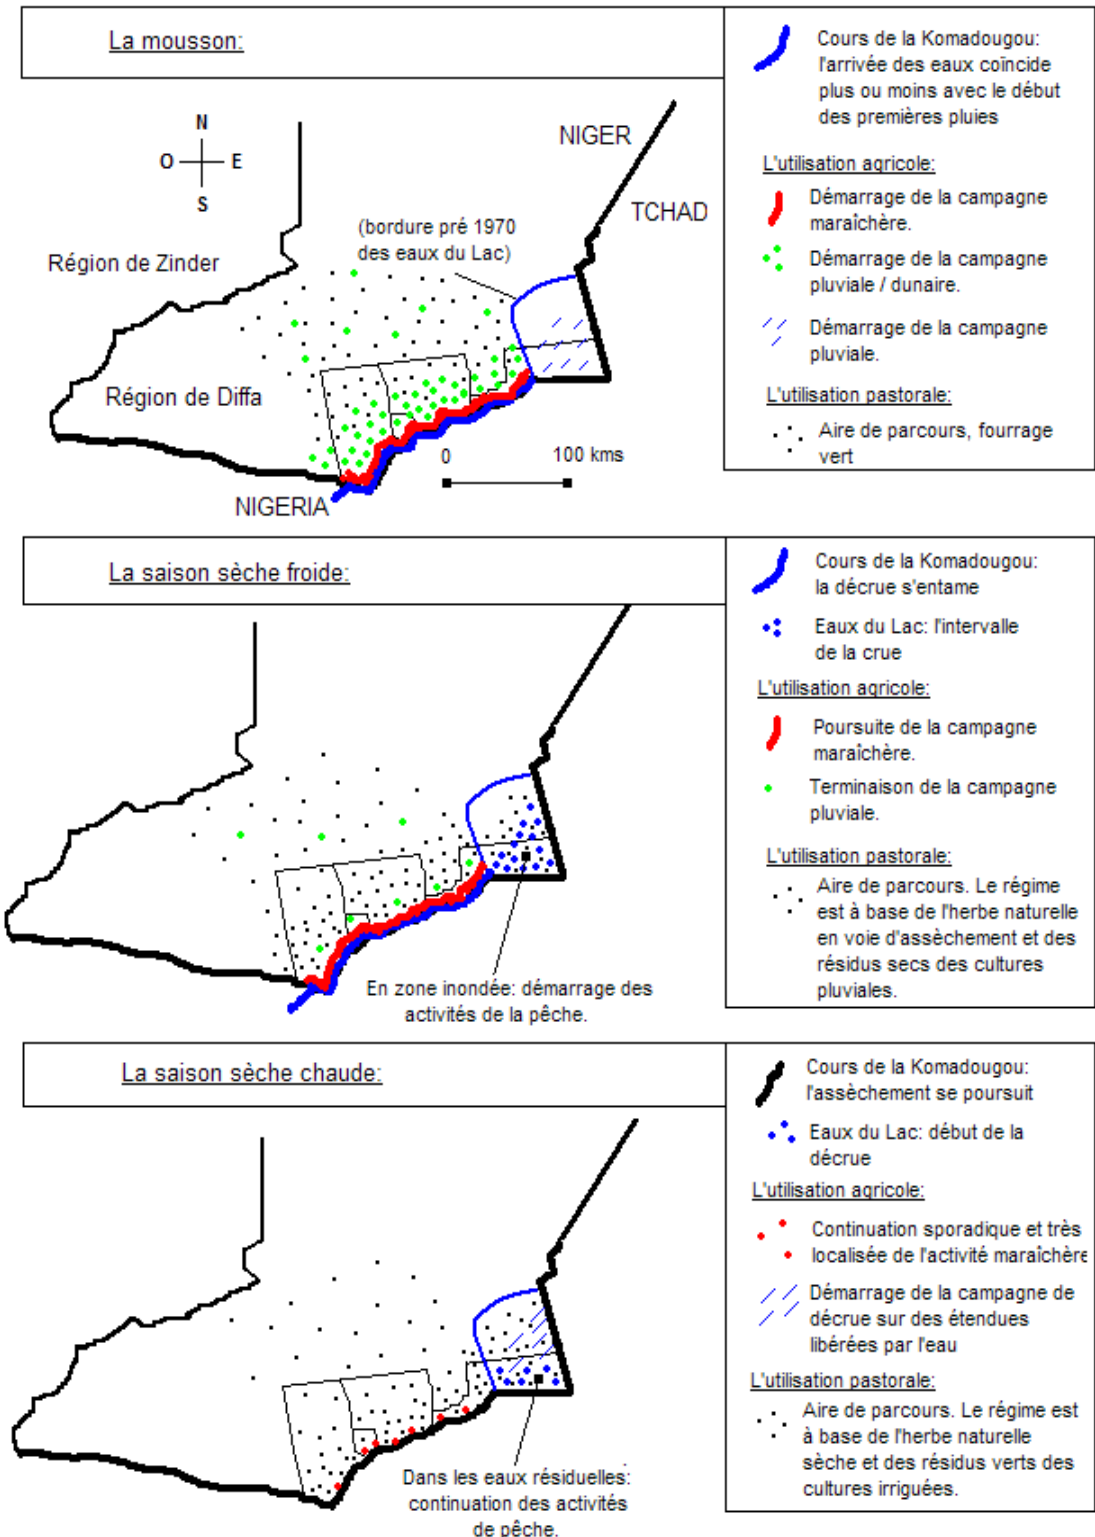 La mousson:
N
O
E
S
NIGER
TCHAD
(bordure pré 1970
des eaux du Lac)
Région de Zinder
Région de Diffa
0
100 kms
NIGERIA
Cours de la Komadougou:
l'arrivée des eaux coïncide
plus ou moins avec le début
des premières pluies
L'utilisation agricole:
Démarrage de la campagne
maraîchère.
Démarrage de la campagne
pluviale / dunaire.
Démarrage de la campagne
pluviale.
L'utilisation pastorale:
Aire de parcours, fourrage
vert
La saison sèche froide:
En zone inondée: démarrage des
activités de la pêche.
Cours de la Komadougou:
la décrue s'entame
Eaux du Lac: l'intervalle
de la crue
L'utilisation agricole:
Poursuite de la campagne
maraîchère.
Terminaison de la campagne
pluviale.
L'utilisation pastorale:
Aire de parcours. Le régime
est à base de l'herbe naturelle
en voie d'assèchement et des
résidus secs des cultures
pluviales.
La saison sèche chaude:
Dans les eaux résiduelles:
continuation des activités
de pêche.
Cours de la Komadougou:
l'assèchement se poursuit
Eaux du Lac: début de la
décrue
L'utilisation agricole:
Continuation sporadique et très
localisée de l'activité maraîchère
Démarrage de la campagne de
décrue sur des étendues
libérées par l'eau
L'utilisation pastorale:
Aire de parcours. Le régime est
à base de l'herbe naturelle
sèche et des résidus verts des
cultures irriguées.